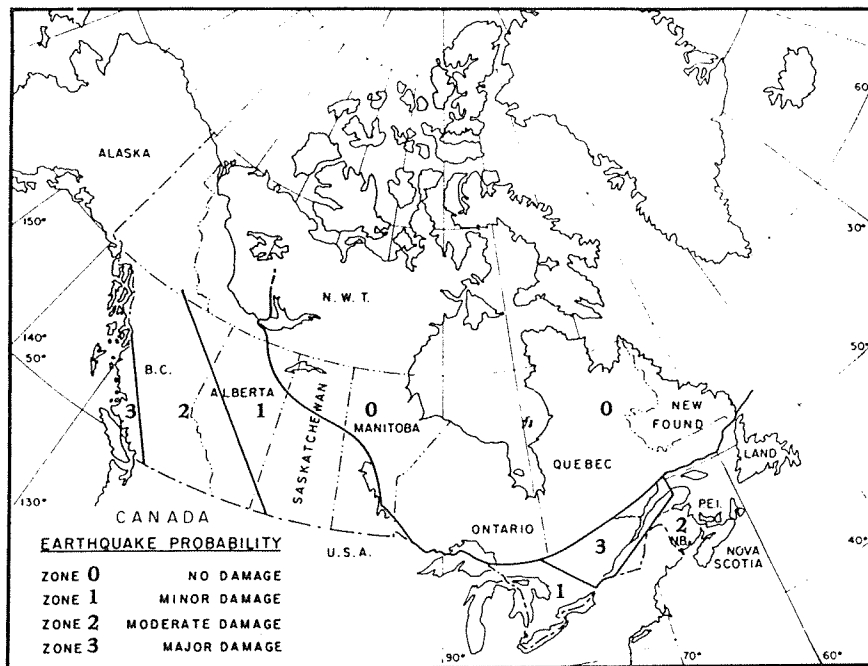 60°
ALASKA
150°
30°
N. W. T.
140°
50°
B.C.
ALBERTA
SASKATCHEWAN
0
MANITOBA
3
2
1
0
NEW
FOUND
LAND
50°
QUEBEC
130°
CANADA
U.S.A.
ONTARIO
3
PEI.
2
NB.
NOVA
SCOTIA
40°
1
EARTHQUAKE PROBABILITY
ZONE 0 NO DAMAGE
ZONE 1 MINOR DAMAGE
ZONE 2 MODERATE DAMAGE
ZONE 3 MAJOR DAMAGE
90°
70°
60°